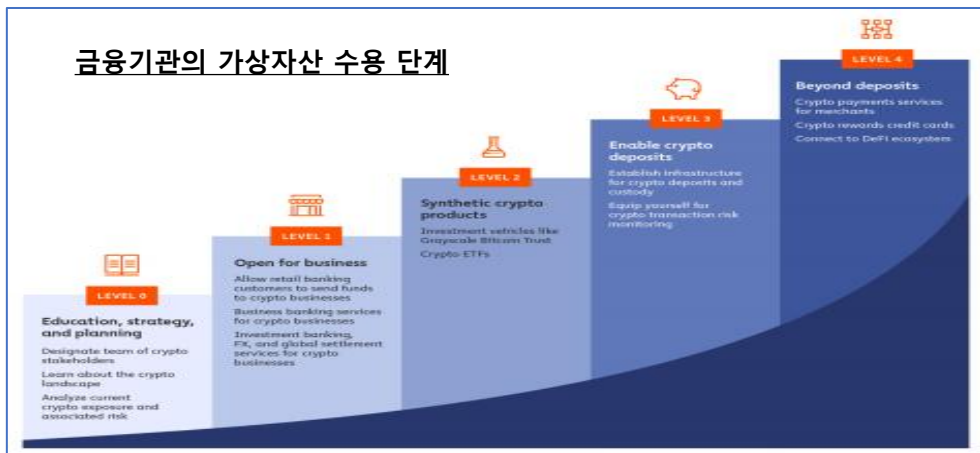 금융기관의 가상자산 수용 단계
LEVEL 0
Education, strategy,
and planning
Designate team of crypto
stakeholders
Learn about the crypto
landscape
Analyze current
crypto exposure and
associated risk
LEVEL 1
Open for business
Allow retail banking
customers to send funds
to crypto businesses
Business banking services
for crypto businesses
Investment banking,
FX, and global settlement
services for crypto
businesses
LEVEL 2
Synthetic crypto
products
Investment vehicles like
Grayscale Bitcoin Trust
Crypto ETFs
LEVEL 3
Enable crypto
deposits
Establish infrastructure
for crypto deposits and
custody
Equip yourself for
crypto transaction risk
monitoring
LEVEL 4
Beyond deposits
Crypto payments services
for merchants
Crypto rewards credit cards
Connect to DeFi ecosystem